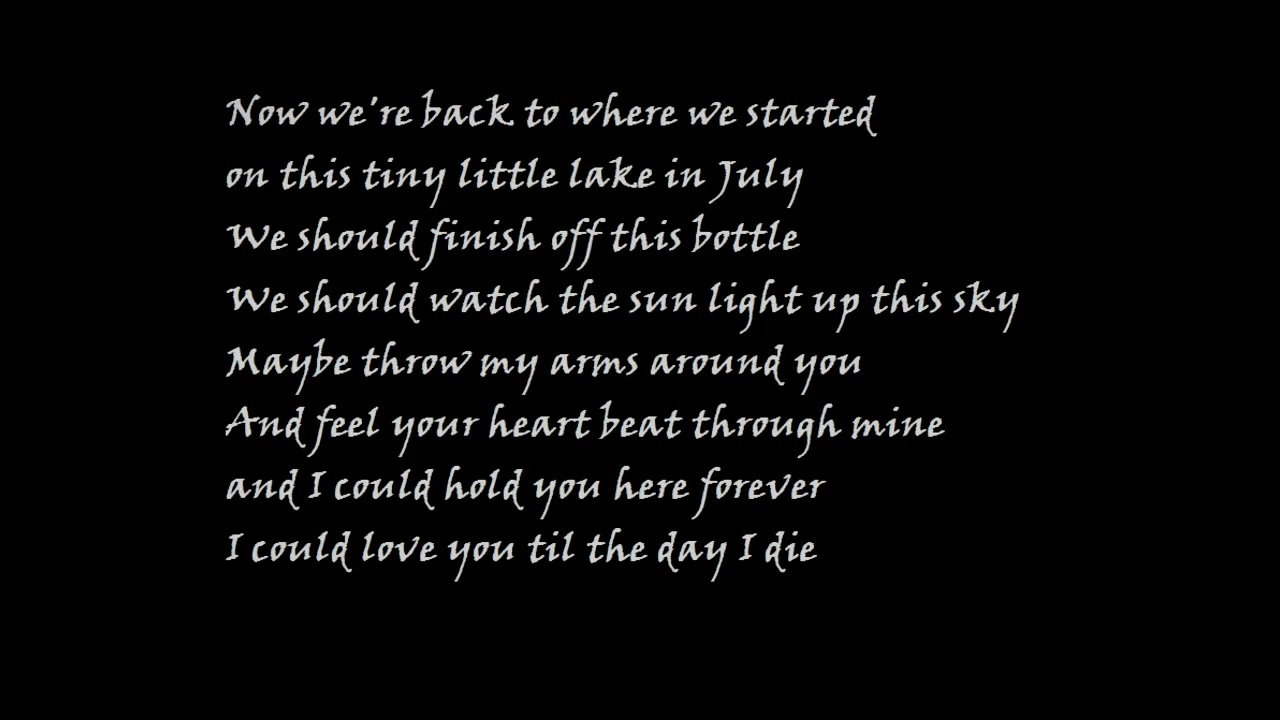 Now we're back to where we started
on this tiny little lake in July
We should finish off this bottle
We should watch the sun light up this sky
Maybe throw my arms around you
And feel your heart beat through mine
and I could hold you here forever
I could love you til the day I die